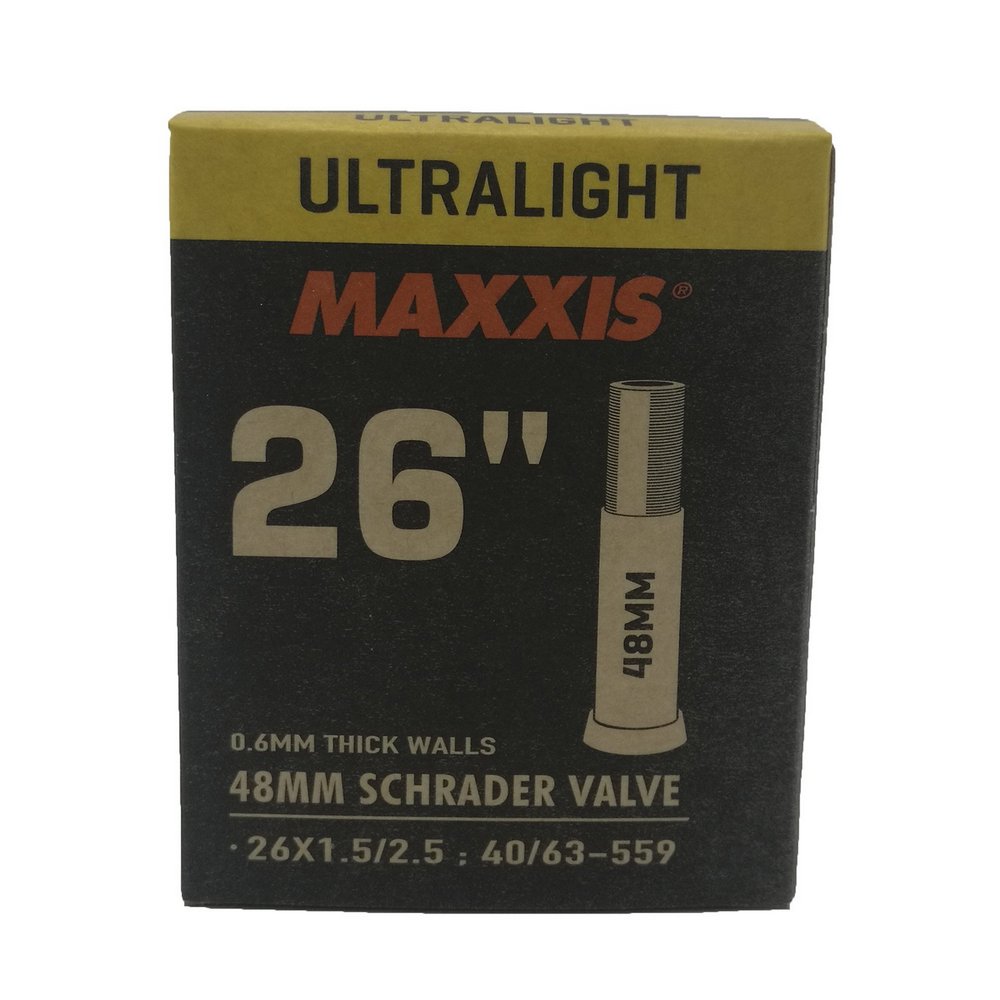 ULTRALIGHT
ULTRALIGHT
MAXXIS®
26"
48MM
0.6MM THICK WALLS
48MM SCHRADER VALVE
· 26X1.5/2.5 ; 40/63-559